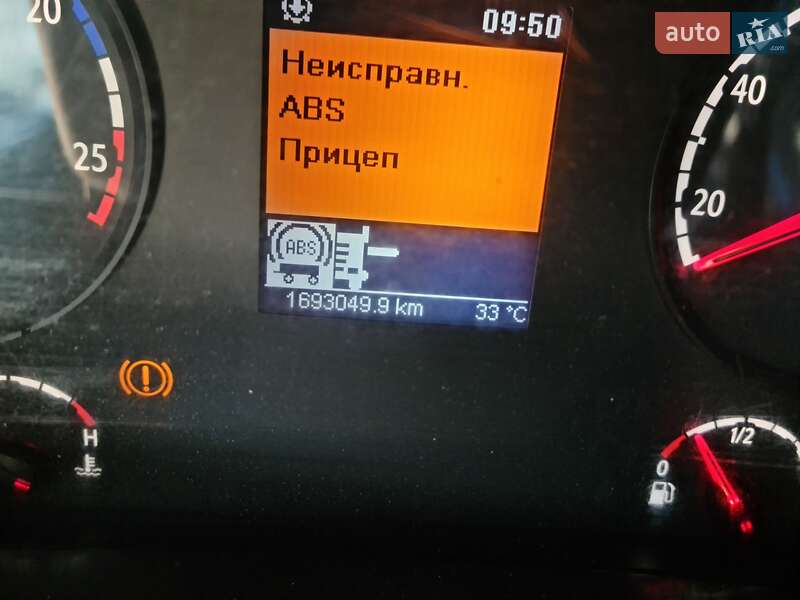 20
25
09:50
auto RIA .com
Неисправн.
ABS
Прицеп
ABS
1693049.9 km 33 °C
40
20
H
1/2
0